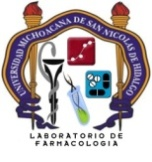 UNIVERSIDAD MICHOACANA DE SAN NICOLAS DE HIDALGO
LABORATORIO DE
FARMACOLOGIA